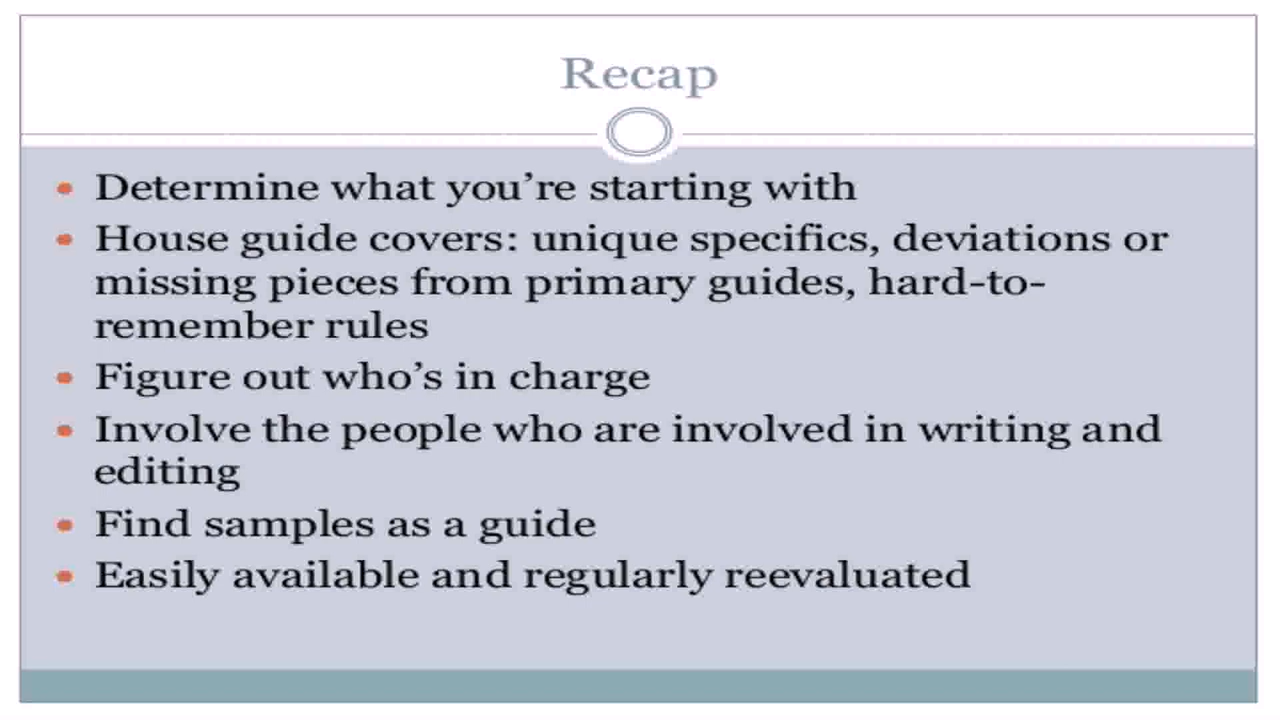 Recap
• Determine what you’re starting with
• House guide covers: unique specifics, deviations or
missing pieces from primary guides, hard-to-
remember rules
• Figure out who’s in charge
• Involve the people who are involved in writing and
editing
• Find samples as a guide
• Easily available and regularly reevaluated